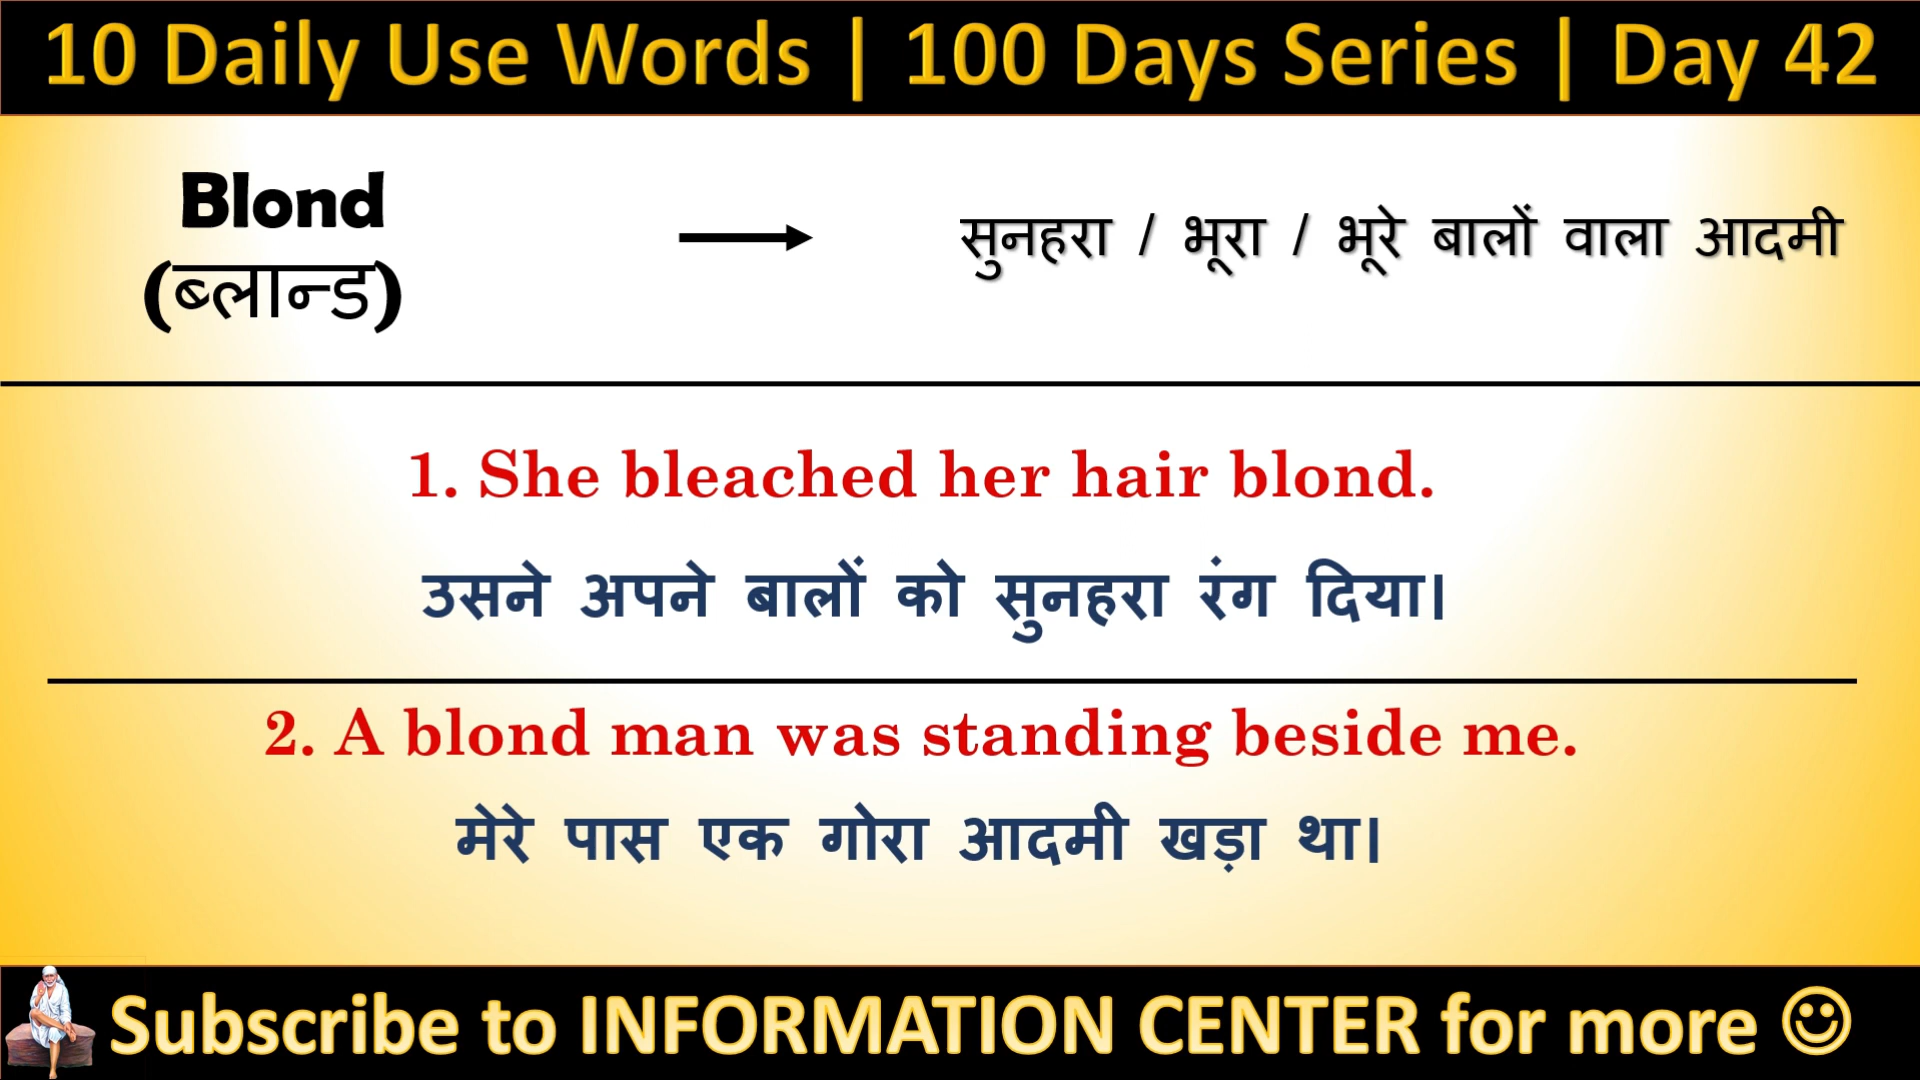 10 Daily Use Words | 100 Days Series | Day 42
Blond
(ब्लान्ड)
सुनहरा / भूरा / भूरे बालों वाला आदमी
1. She bleached her hair blond.
उसने अपने बालों को सुनहरा रंग दिया।
2. A blond man was standing beside me.
मेरे पास एक गोरा आदमी खड़ा था।
Subscribe to INFORMATION CENTER for more ☺